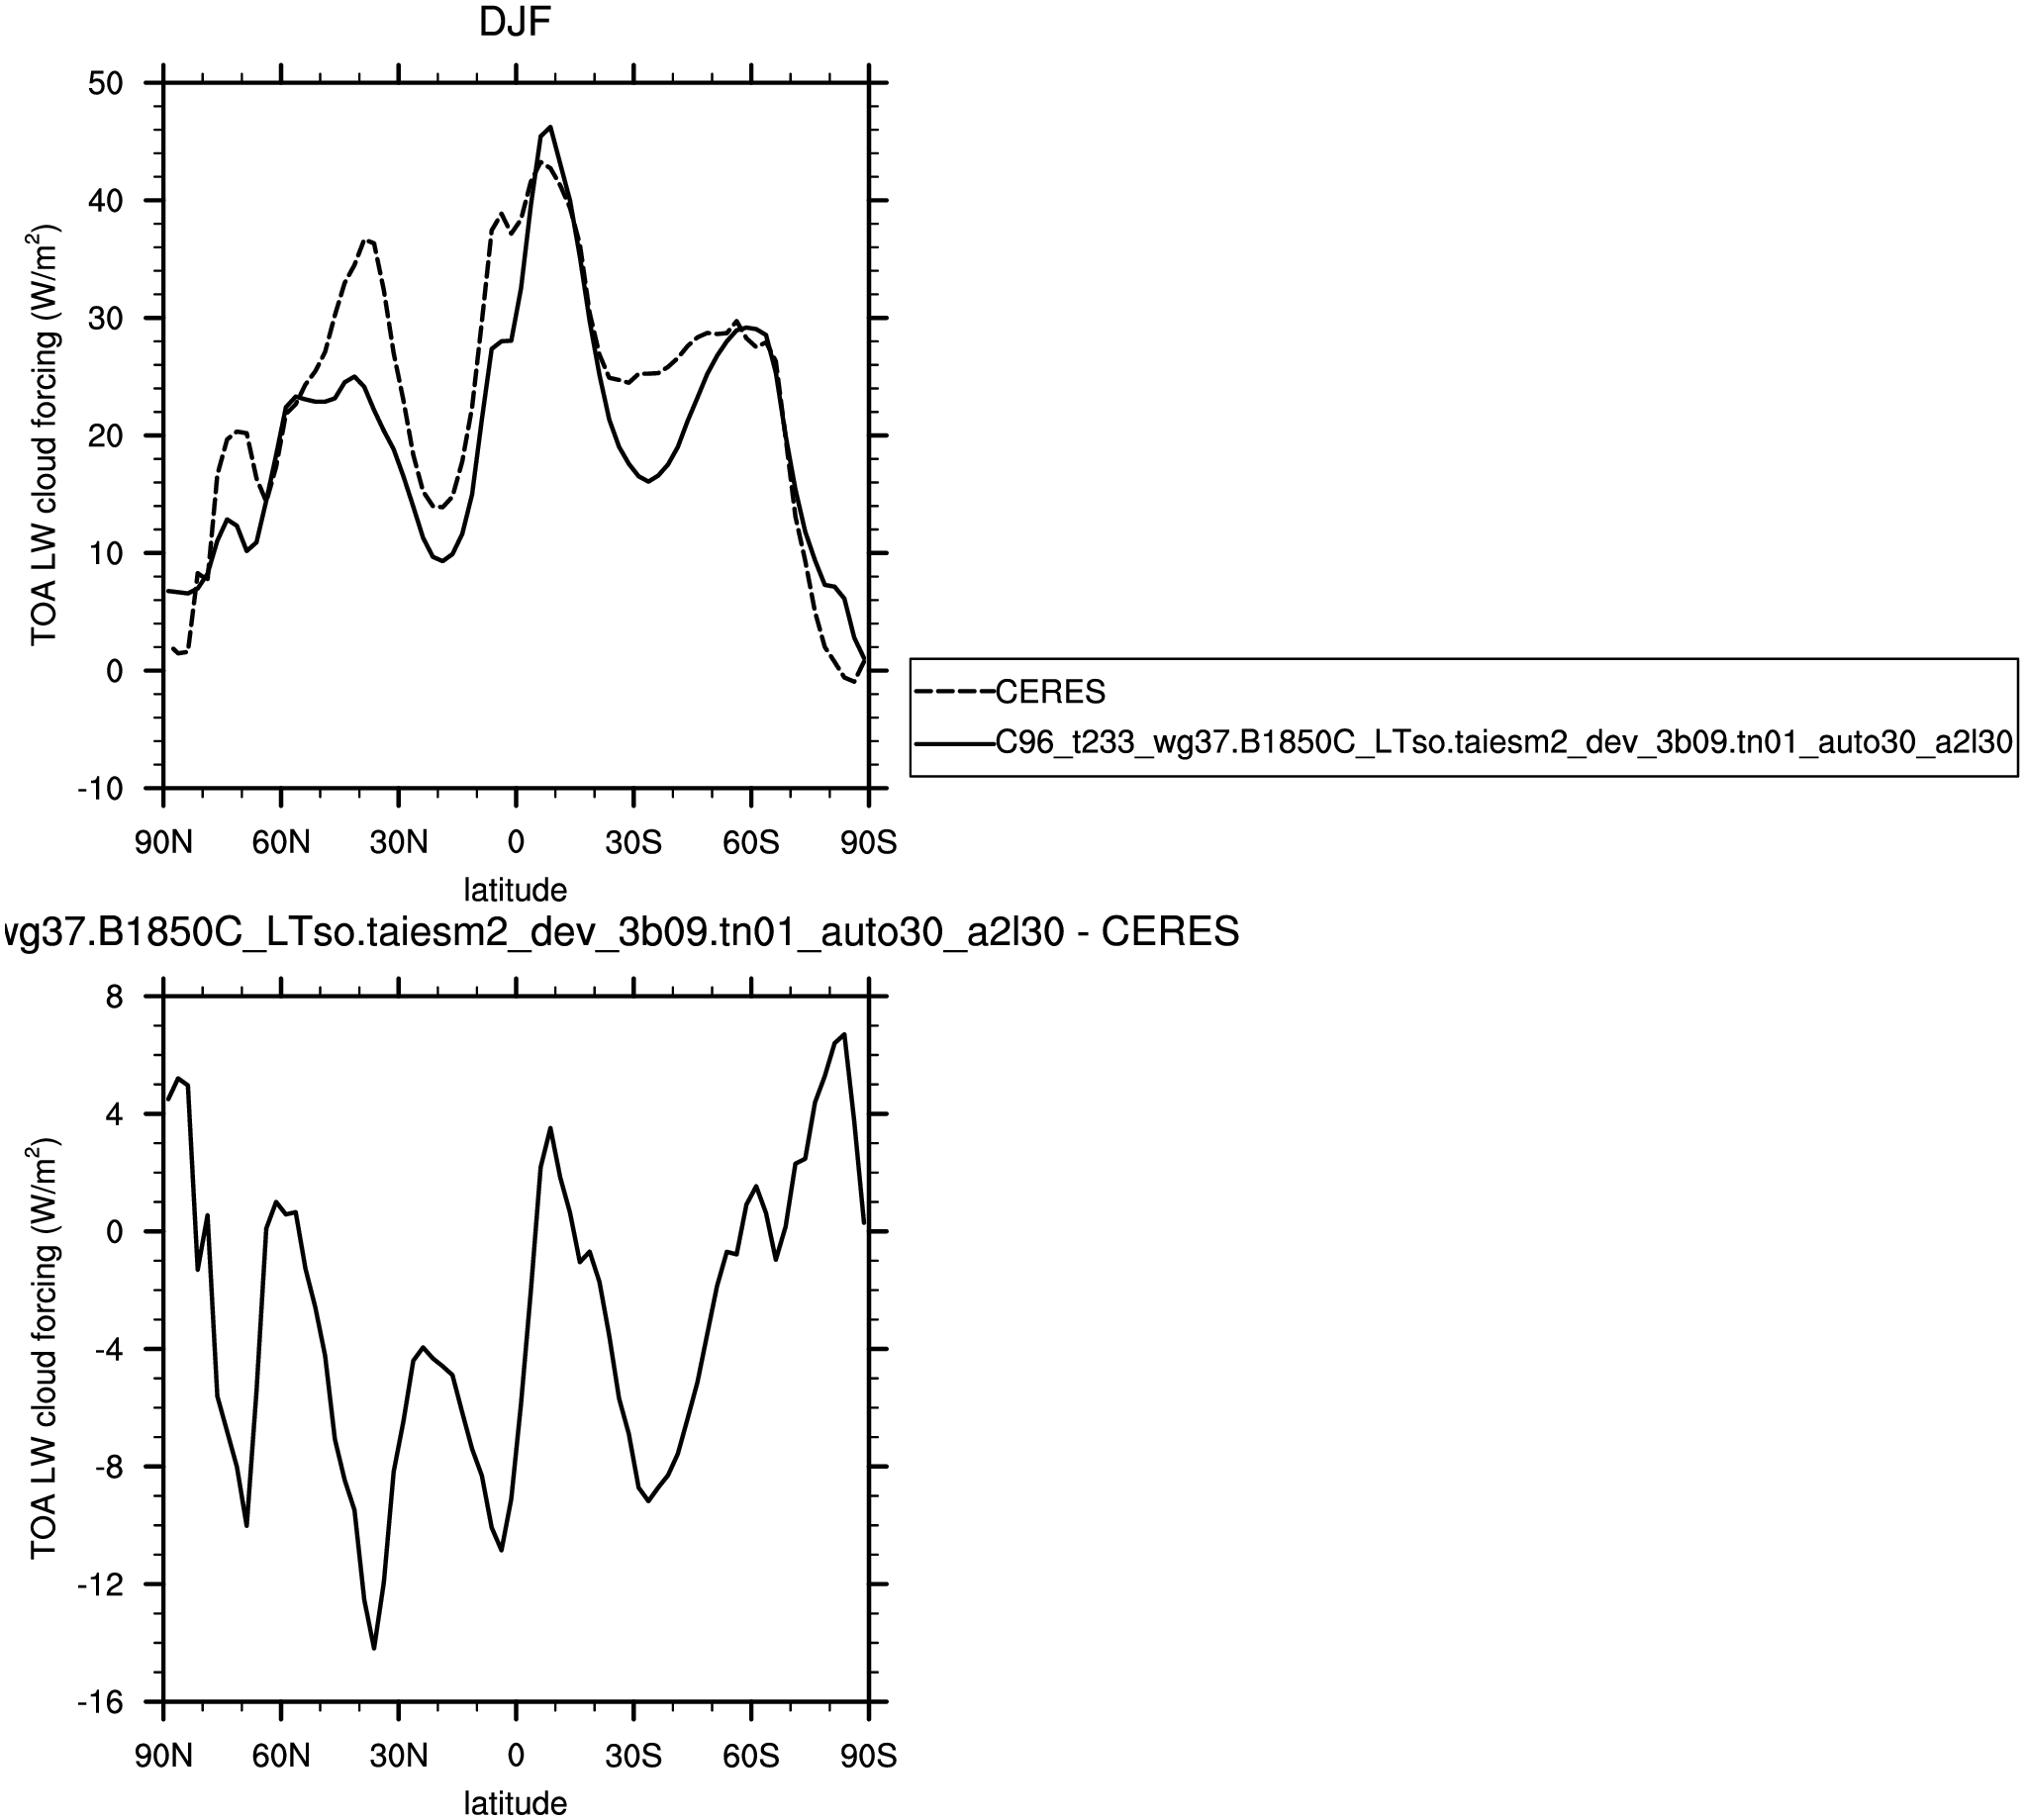 DJF
50
40
30
20
10
0
-10
TOA LW cloud forcing (W/m2)
90N 60N 30N 0 30S 60S 90S
latitude
CERES
C96_t233_wg37.B1850C_LTso.taiesm2_dev_3b09.tn01_auto30_a2l30
wg37.B1850C_LTso.taiesm2_dev_3b09.tn01_auto30_a2l30 - CERES
8
4
0
-4
-8
-12
-16
TOA LW cloud forcing (W/m2)
90N 60N 30N 0 30S 60S 90S
latitude